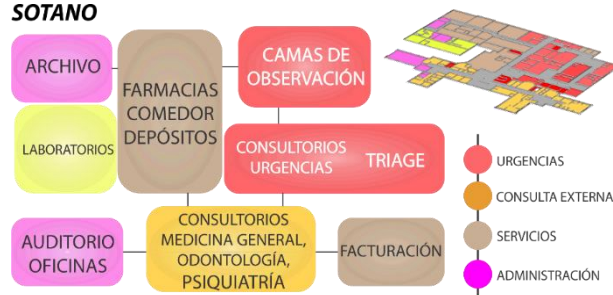 SOTANO
ARCHIVO
FARMACIAS
COMEDOR
DEPÓSITOS
CAMAS DE
OBSERVACIÓN
LABORATORIOS
CONSULTORIOS
URGENCIAS
TRIAGE
AUDITORIO
OFICINAS
CONSULTORIOS
MEDICINA GENERAL,
ODONTOLOGÍA,
PSIQUIATRÍA
FACTURACIÓN
URGENCIAS
CONSULTA EXTERNA
SERVICIOS
ADMINISTRACIÓN